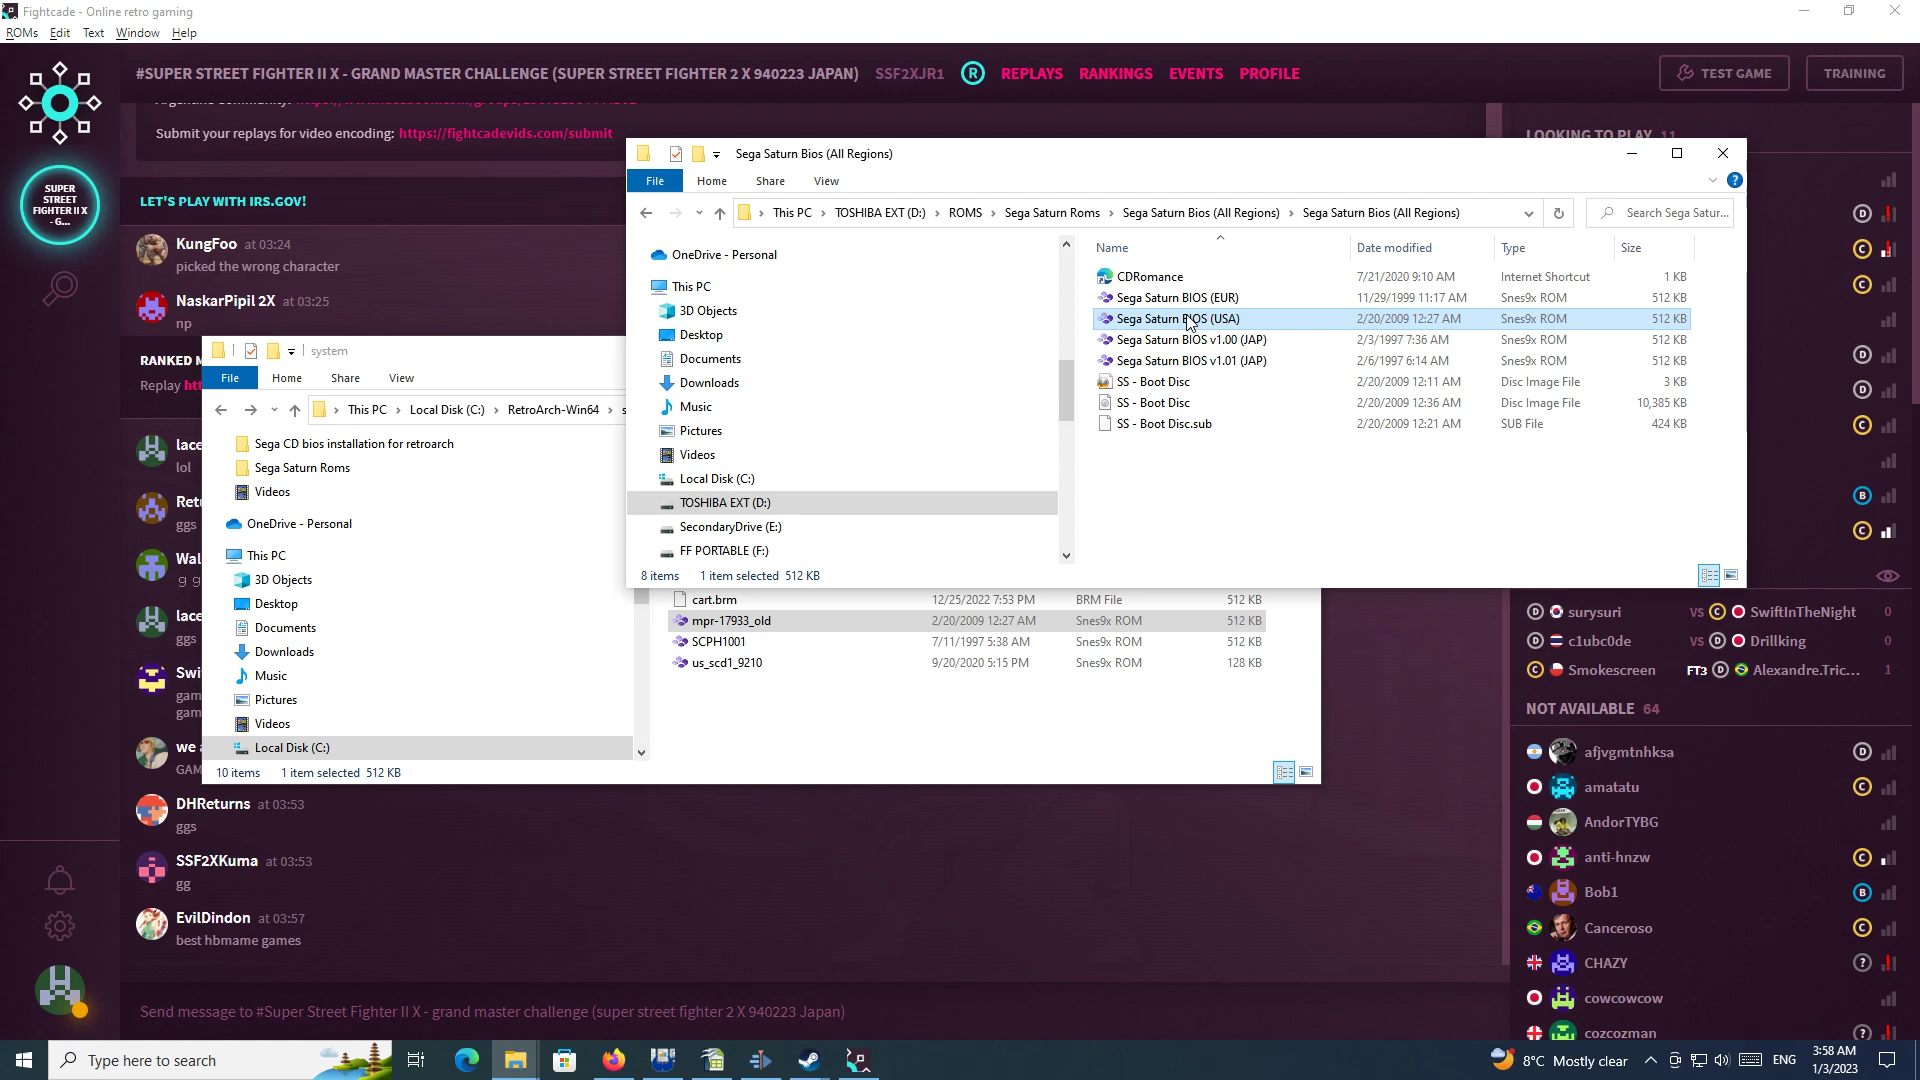 Fightcade - Online retro gaming
ROMs Edit Text Window Help
#SUPER STREET FIGHTER II X - GRAND MASTER CHALLENGE (SUPER STREET FIGHTER 2 X 940223 JAPAN) SSF2XJR1 R REPLAYS RANKINGS EVENTS PROFILE TEST GAME TRAINING
Submit your replays for video encoding: https://fightcadevids.com/submit
LOOKING TO PLAY 11
SUPER
STREET
FIGHTER II X
- G...
LET'S PLAY WITH IRS.GOV!
KungFoo at 03:24
picked the wrong character
NaskarPipil 2X at 03:25
np
RANKED M
Replay htt
lace
lol
Retu
ggs
Wal
g g
lace
ggs
Swi
gam
gam
we a
GAM
DHReturns at 03:53
ggs
SSF2XKuma at 03:53
gg
EvilDindon at 03:57
best hbmame games
Send message to #Super Street Fighter II X - grand master challenge (super street fighter 2 X 940223 Japan)
system
File Home Share View
This PC Local Disk (C:) RetroArch-Win64 s
Sega CD bios installation for retroarch
Sega Saturn Roms
Videos
OneDrive - Personal
This PC
3D Objects
Desktop
Documents
Downloads
Music
Pictures
Videos
Local Disk (C:)
10 items 1 item selected 512 KB
cart.brm 12/25/2022 7:53 PM BRM File 512 KB
mpr-17933_old 2/20/2009 12:27 AM Snes9x ROM 512 KB
SCPH1001 7/11/1997 5:38 AM Snes9x ROM 512 KB
us_scd1_9210 9/20/2020 5:15 PM Snes9x ROM 128 KB
Sega Saturn Bios (All Regions)
File Home Share View
This PC TOSHIBA EXT (D:) ROMS Sega Saturn Roms Sega Saturn Bios (All Regions) Sega Saturn Bios (All Regions) Search Sega Satur...
OneDrive - Personal
This PC
3D Objects
Desktop
Documents
Downloads
Music
Pictures
Videos
Local Disk (C:)
TOSHIBA EXT (D:)
SecondaryDrive (E:)
FF PORTABLE (F:)
Name Date modified Type Size
CDRomance 7/21/2020 9:10 AM Internet Shortcut 1 KB
Sega Saturn BIOS (EUR) 11/29/1999 11:17 AM Snes9x ROM 512 KB
Sega Saturn BIOS (USA) 2/20/2009 12:27 AM Snes9x ROM 512 KB
Sega Saturn BIOS v1.00 (JAP) 2/3/1997 7:36 AM Snes9x ROM 512 KB
Sega Saturn BIOS v1.01 (JAP) 2/6/1997 6:14 AM Snes9x ROM 512 KB
SS - Boot Disc 2/20/2009 12:11 AM Disc Image File 3 KB
SS - Boot Disc 2/20/2009 12:36 AM Disc Image File 10,385 KB
SS - Boot Disc.sub 2/20/2009 12:21 AM SUB File 424 KB
8 items 1 item selected 512 KB
D
C
C
D
D
C
B
C
D surysuri VS C SwiftInTheNight 0
D c1ubc0de VS D Drillking 0
C Smokescreen FT3 D Alexandre.Tric... 1
NOT AVAILABLE 64
afjvgmtnhksa D
amatatu C
AndorTYBG
anti-hnzw C
Bob1 B
Canceroso C
CHAZY ?
cowcowcow
cozcozman ?
Type here to search
8°C Mostly clear ENG 3:58 AM
1/3/2023